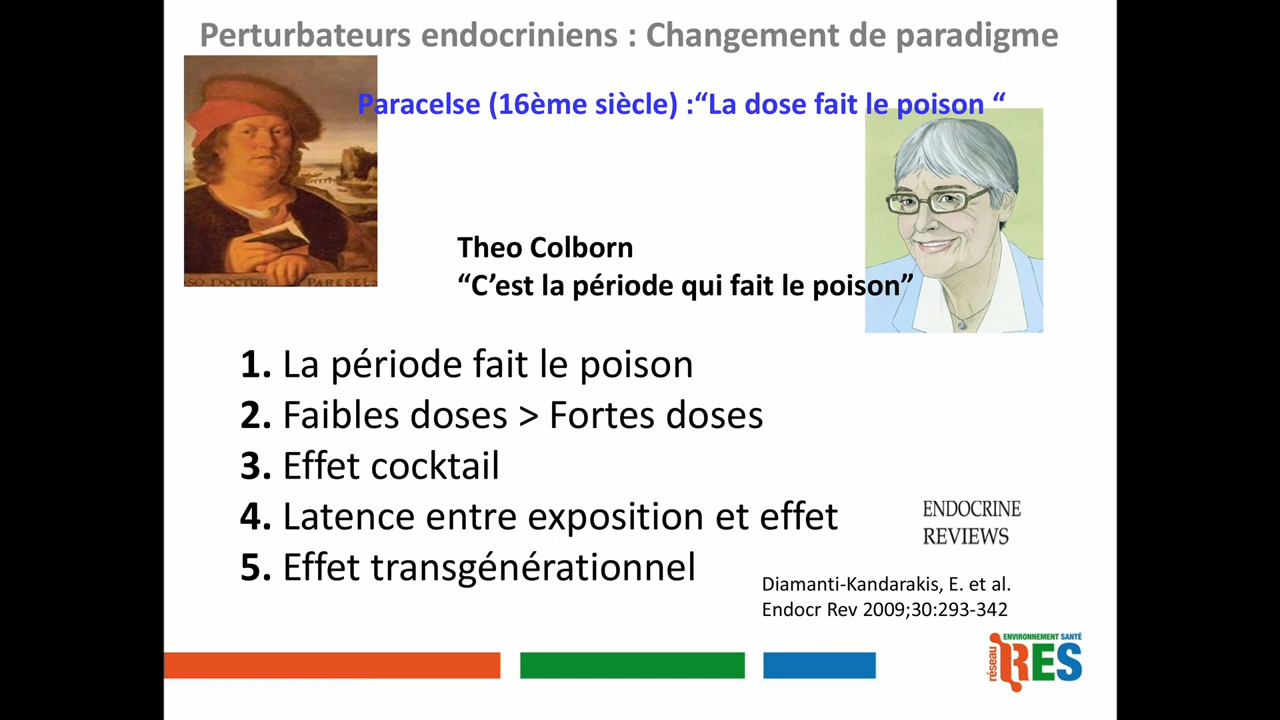 Perturbateurs endocriniens : Changement de paradigme
Paracelse (16ème siècle) :“La dose fait le poison “
SO DOCTOR PARESELS
Theo Colborn
“C’est la période qui fait le poison”
1. La période fait le poison
2. Faibles doses > Fortes doses
3. Effet cocktail
4. Latence entre exposition et effet
5. Effet transgénérationnel
ENDOCRINE
REVIEWS
Diamanti-Kandarakis, E. et al.
Endocr Rev 2009;30:293-342
ENVIRONNEMENT SANTÉ
réseau RES